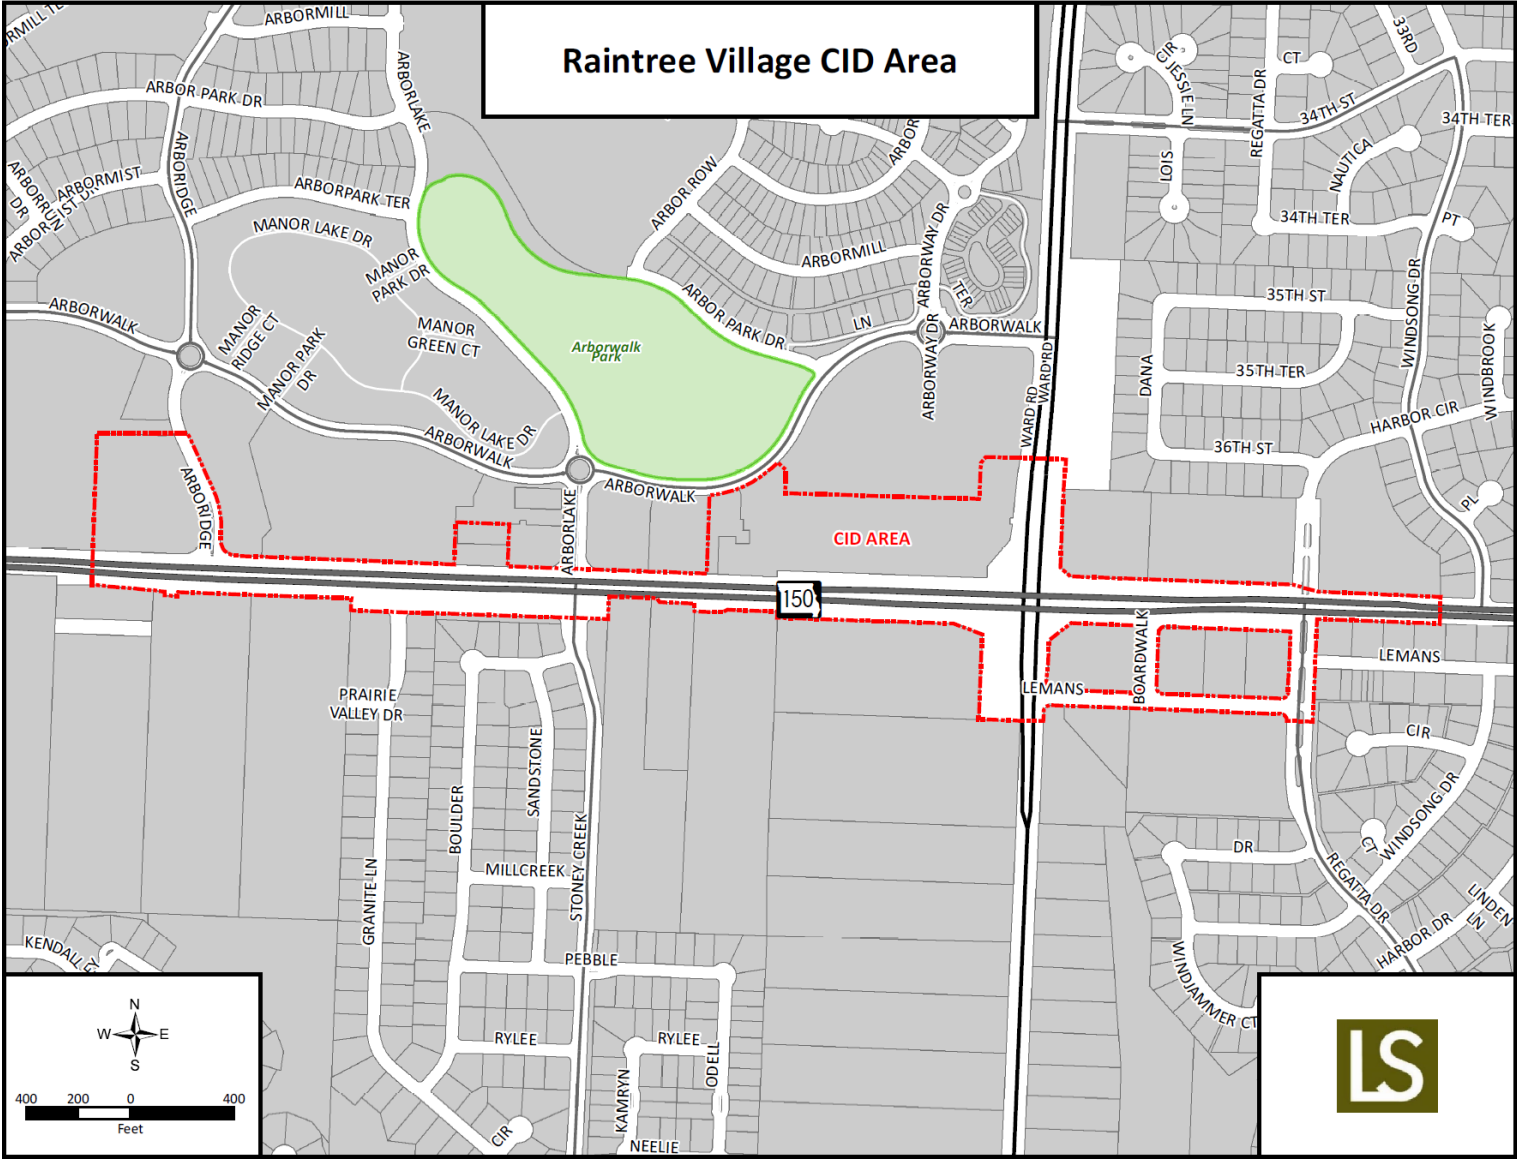 Raintree Village CID Area
ARBORMILL
ARBOR PARK DR
ARBORLAKE
ARBORIDGE
ARBORMIST
ARBORPARK TER
MANOR LAKE DR
MANOR
PARK DR
MANOR
RIDGE CT
MANOR PARK
DR
MANOR
GREEN CT
MANOR LAKE DR
ARBORWALK
ARBORWALK
Arborwalk
Park
ARBOR ROW
ARBOR
ARBORMILL
ARBORWAY DR
TER
ARBOR PARK DR
LN
ARBORWALK
ARBORWAY DR
WARD RD
WARD RD
CIR
JESSIE LN
CT
REGATTA DR
33RD
34TH ST
34TH TER
LOIS
NAUTICA
34TH TER
PT
35TH ST
WINDSONG DR
WINDBROOK
DANA
35TH TER
HARBOR CIR
36TH ST
PL
ARBORIDGE
ARBORLAKE
ARBORWALK
CID AREA
150
BOARDWALK
LEMANS
LEMANS
PRAIRIE
VALLEY DR
SANDSTONE
BOULDER
STONEY CREEK
MILLCREEK
GRANITE LN
PEBBLE
RYLEE
RYLEE
ODELL
KAMRYN
NEELIE
CIR
CIR
WINDSONG DR
CT
DR
REGATTA DR
LINDEN
LN
HARBOR DR
WINDJAMMER CT
N
W E
S
400 200 0 400
Feet
LS